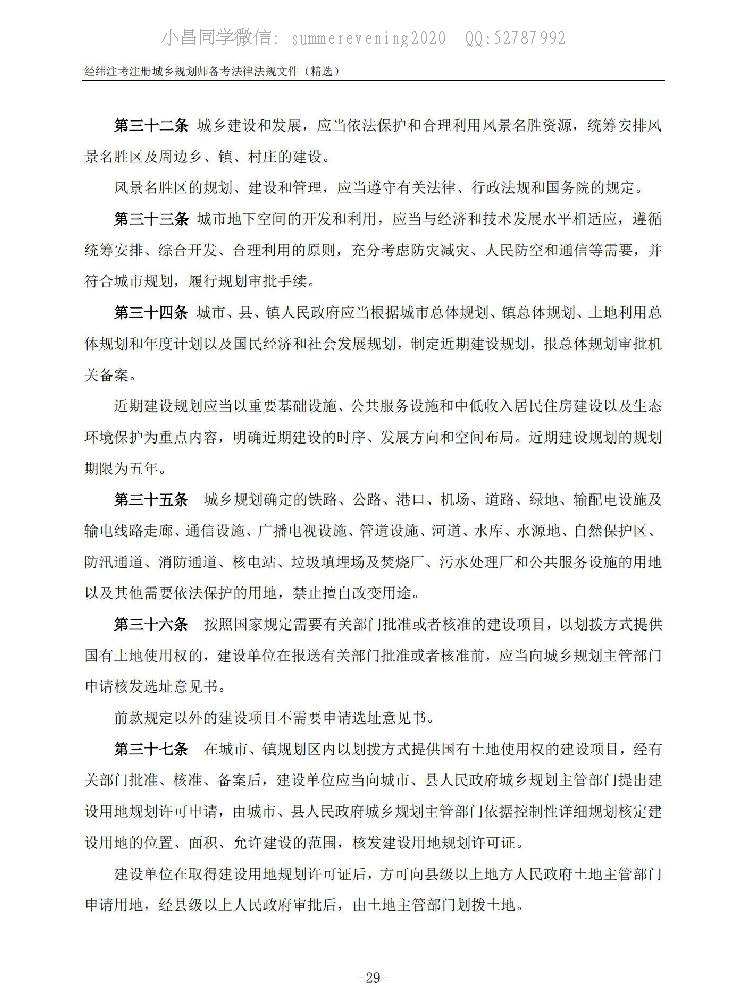 小昌同学微信: summerevening2020 QQ:52787992
经纬注考注册城乡规划师备考法律法规文件（精选）
第三十二条 城乡建设和发展，应当依法保护和合理利用风景名胜资源，统筹安排风
景名胜区及周边乡、镇、村庄的建设。
风景名胜区的规划、建设和管理，应当遵守有关法律、行政法规和国务院的规定。
第三十三条 城市地下空间的开发和利用，应当与经济和技术发展水平相适应，遵循
统筹安排、综合开发、合理利用的原则，充分考虑防灾减灾、人民防空和通信等需要，并
符合城市规划，履行规划审批手续。
第三十四条 城市、县、镇人民政府应当根据城市总体规划、镇总体规划、土地利用总
体规划和年度计划以及国民经济和社会发展规划，制定近期建设规划，报总体规划审批机
关备案。
近期建设规划应当以重要基础设施、公共服务设施和中低收入居民住房建设以及生态
环境保护为重点内容，明确近期建设的时序、发展方向和空间布局。近期建设规划的规划
期限为五年。
第三十五条 城乡规划确定的铁路、公路、港口、机场、道路、绿地、输配电设施及
输电线路走廊、通信设施、广播电视设施、管道设施、河道、水库、水源地、自然保护区、
防汛通道、消防通道、核电站、垃圾填埋场及焚烧厂、污水处理厂和公共服务设施的用地
以及其他需要依法保护的用地，禁止擅自改变用途。
第三十六条 按照国家规定需要有关部门批准或者核准的建设项目，以划拨方式提供
国有土地使用权的，建设单位在报送有关部门批准或者核准前，应当向城乡规划主管部门
申请核发选址意见书。
前款规定以外的建设项目不需要申请选址意见书。
第三十七条 在城市、镇规划区内以划拨方式提供国有土地使用权的建设项目，经有
关部门批准、核准、备案后，建设单位应当向城市、县人民政府城乡规划主管部门提出建
设用地规划许可申请，由城市、县人民政府城乡规划主管部门依据控制性详细规划核定建
设用地的位置、面积、允许建设的范围，核发建设用地规划许可证。
建设单位在取得建设用地规划许可证后，方可向县级以上地方人民政府土地主管部门
申请用地，经县级以上人民政府审批后，由土地主管部门划拨土地。
-29-